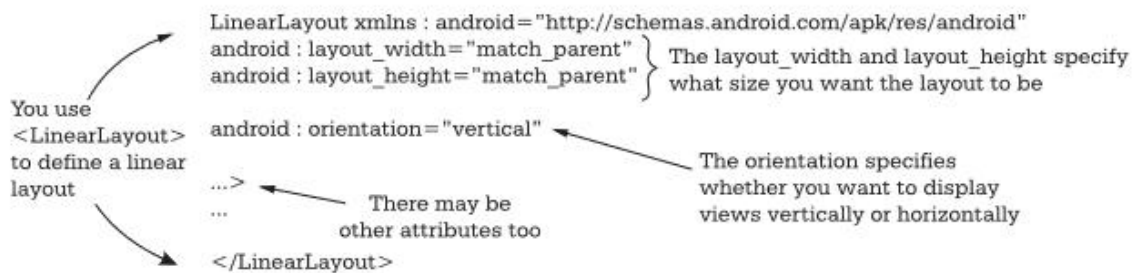 LinearLayout xmlns : android="http://schemas.android.com/apk/res/android"
android : layout_width="match_parent"
android : layout_height="match_parent"
The layout_width and layout_height specify
what size you want the layout to be
You use
<LinearLayout>
to define a linear
layout
android : orientation="vertical"
The orientation specifies
whether you want to display
views vertically or horizontally
...>
...
There may be
other attributes too
</LinearLayout>